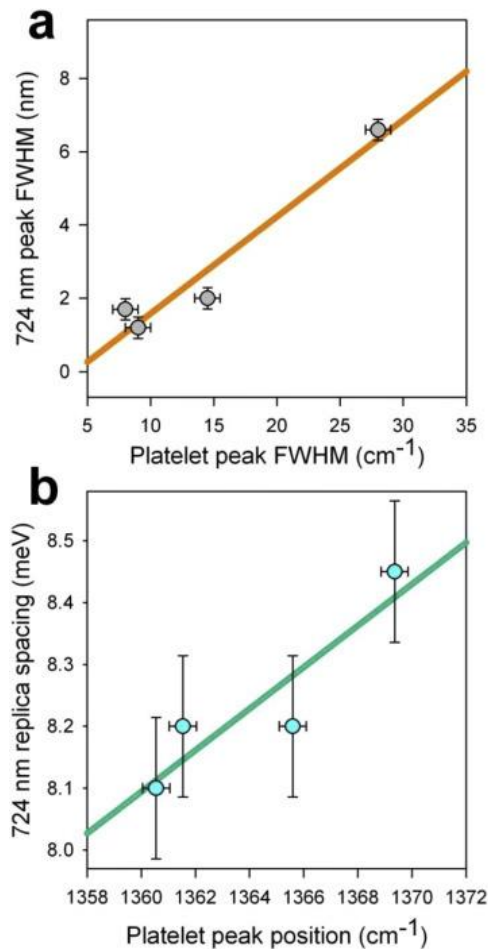 a
724 nm peak FWHM (nm)
8
6
4
2
0
5 10 15 20 25 30 35
Platelet peak FWHM (cm⁻¹)
b
724 nm replica spacing (meV)
8.5
8.4
8.3
8.2
8.1
8.0
1358 1360 1362 1364 1366 1368 1370 1372
Platelet peak position (cm⁻¹)